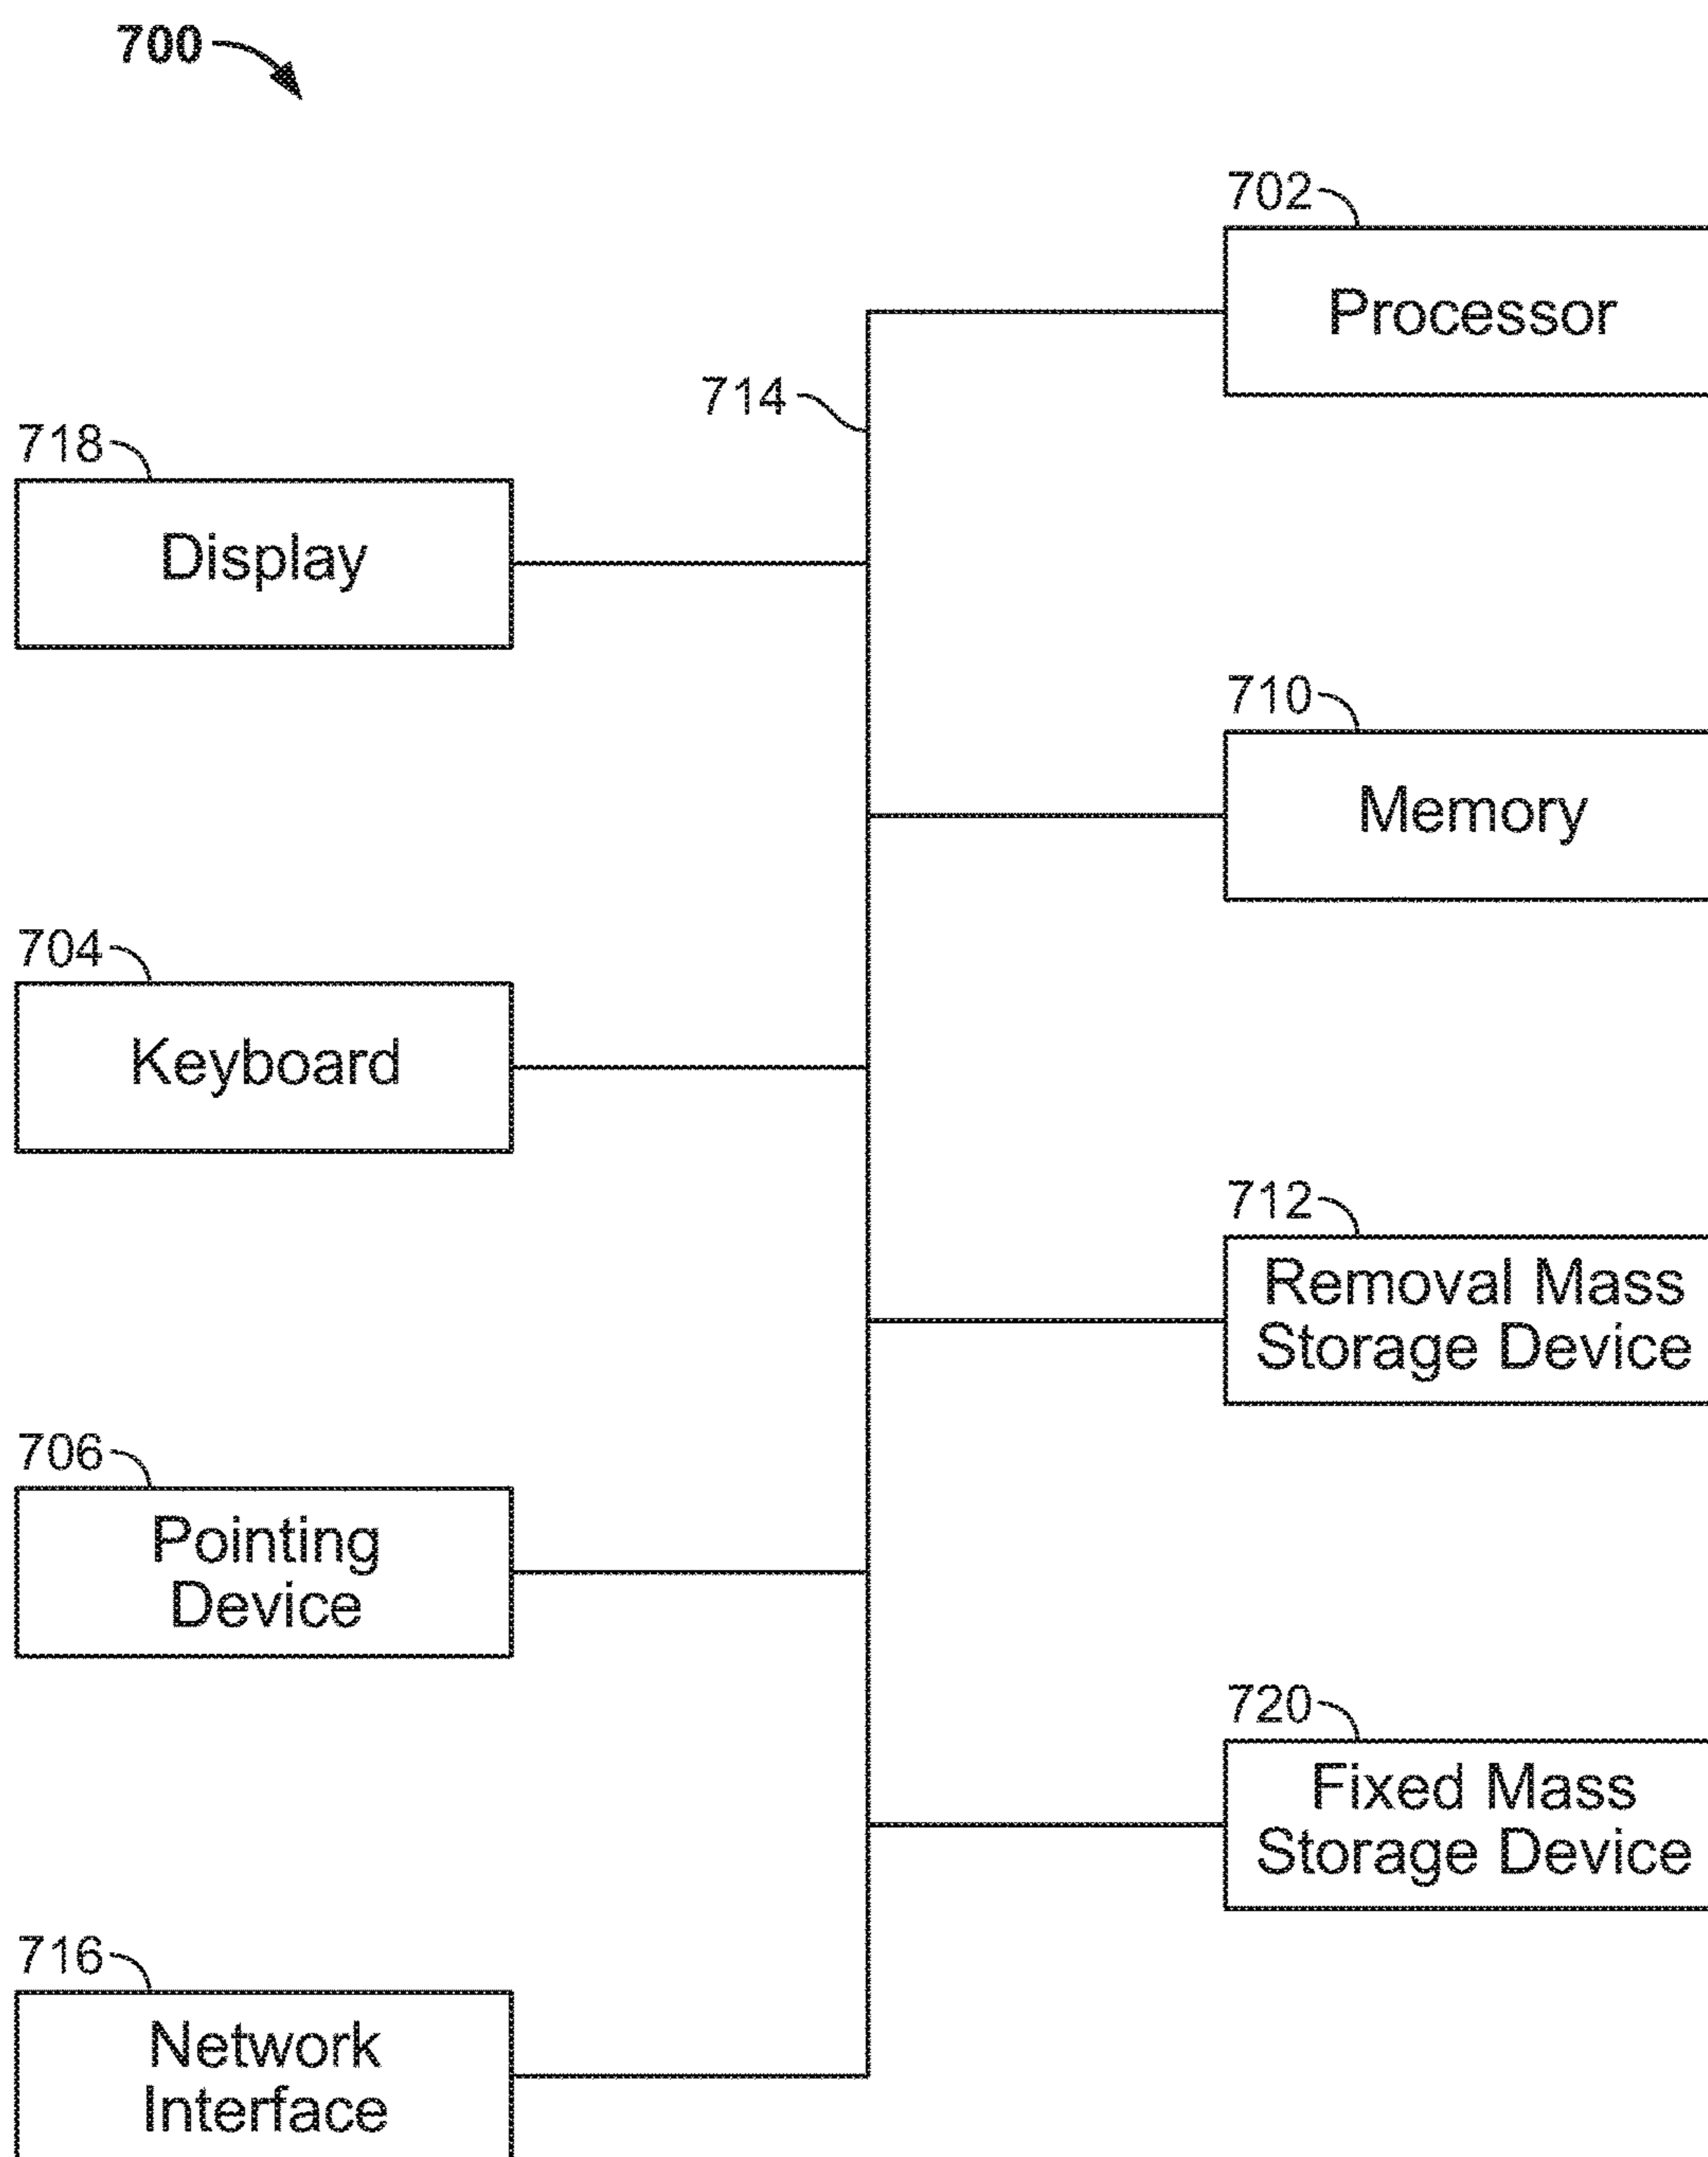 700
702
Processor
714
718
Display
710
Memory
704
Keyboard
712
Removal Mass
Storage Device
706
Pointing
Device
720
Fixed Mass
Storage Device
716
Network
Interface